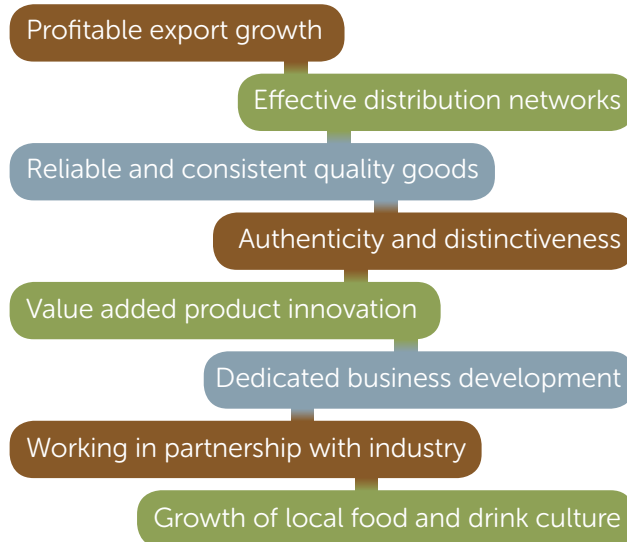 Profitable export growth
Effective distribution networks
Reliable and consistent quality goods
Authenticity and distinctiveness
Value added product innovation
Dedicated business development
Working in partnership with industry
Growth of local food and drink culture